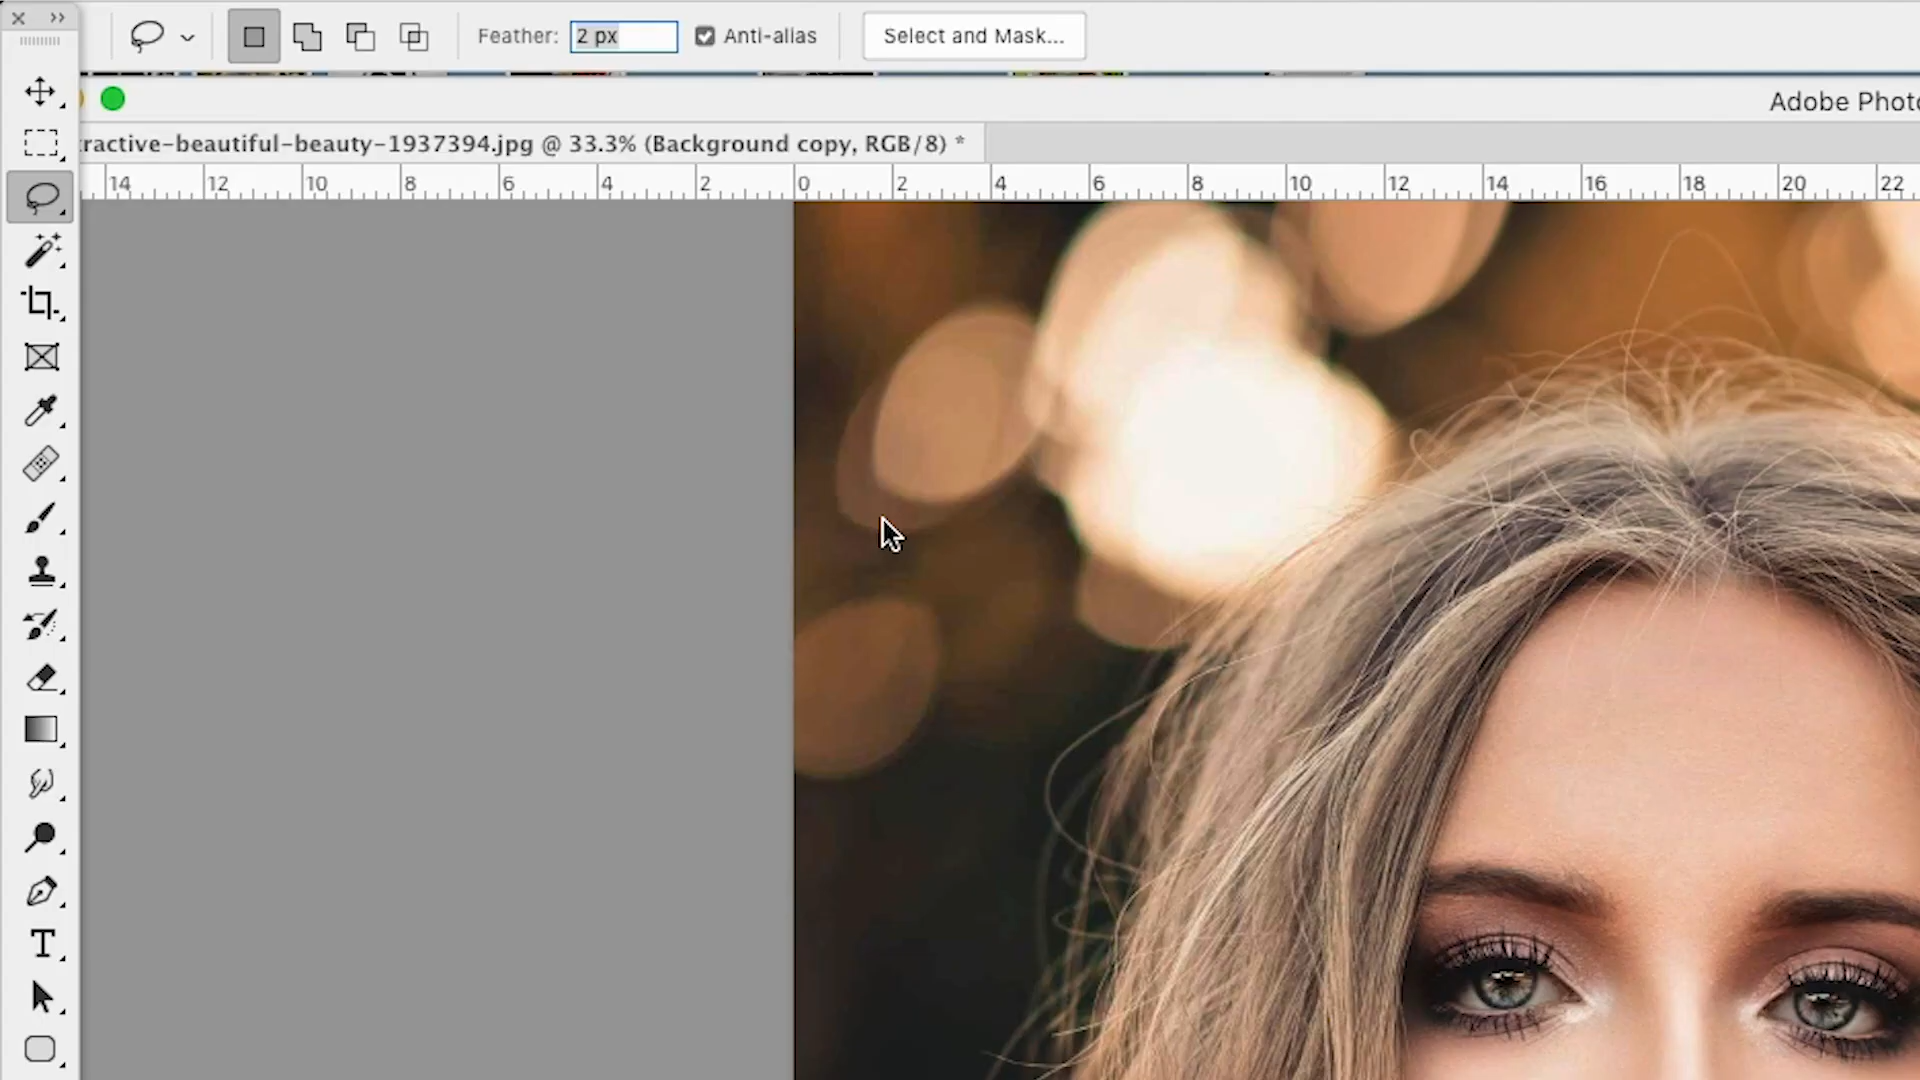 Feather: 2 px Anti-alias Select and Mask...
Adobe Photo
ractive-beautiful-beauty-1937394.jpg @ 33.3% (Background copy, RGB/8) *
14 12 10 8 6 4 2 0 2 4 6 8 10 12 14 16 18 20 22
T